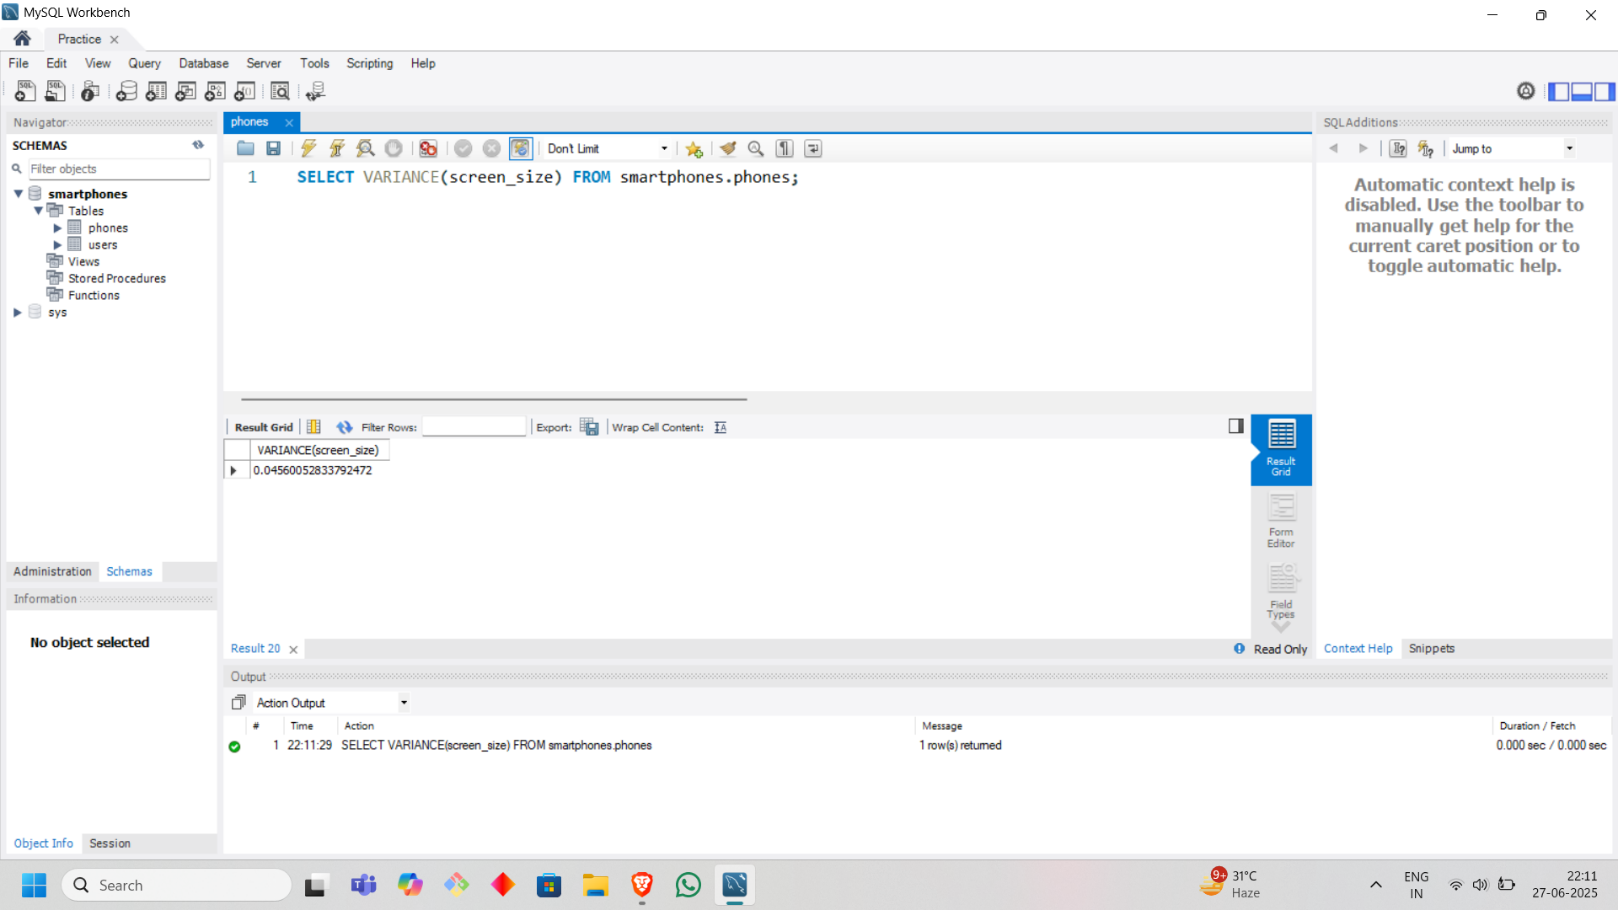 MySQL Workbench
Practice
File Edit View Query Database Server Tools Scripting Help
Navigator
SCHEMAS
Filter objects
smartphones
Tables
phones
users
Views
Stored Procedures
Functions
sys
Administration Schemas
Information
No object selected
Object Info Session
phones
Don't Limit
1 SELECT VARIANCE(screen_size) FROM smartphones.phones;
Result Grid Filter Rows: Export: Wrap Cell Content:
VARIANCE(screen_size)
0.04560052833792472
Result Grid
Form Editor
Field Types
Result 20
Read Only
SQLAdditions
Jump to
Automatic context help is
disabled. Use the toolbar to
manually get help for the
current caret position or to
toggle automatic help.
Context Help Snippets
Output
Action Output
# Time Action Message Duration / Fetch
1 22:11:29 SELECT VARIANCE(screen_size) FROM smartphones.phones 1 row(s) returned 0.000 sec / 0.000 sec
Search
9+
31°C
Haze
ENG
IN
22:11
27-06-2025